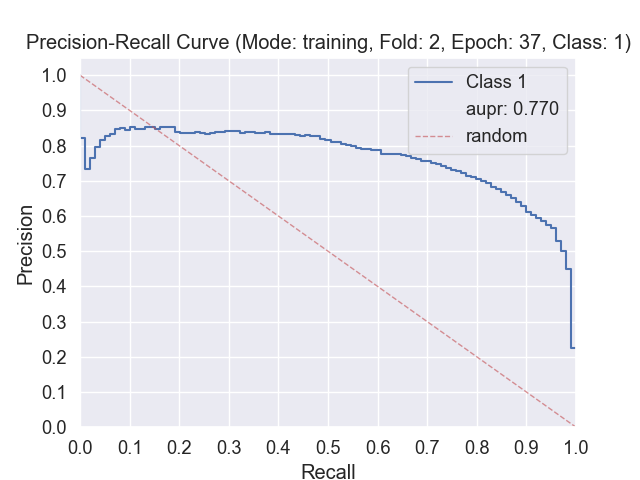 Precision-Recall Curve (Mode: training, Fold: 2, Epoch: 37, Class: 1)
Class 1
aupr: 0.770
random
1.0
0.9
0.8
0.7
0.6
0.5
0.4
0.3
0.2
0.1
0.0
Precision
0.0 0.1 0.2 0.3 0.4 0.5 0.6 0.7 0.8 0.9 1.0
Recall